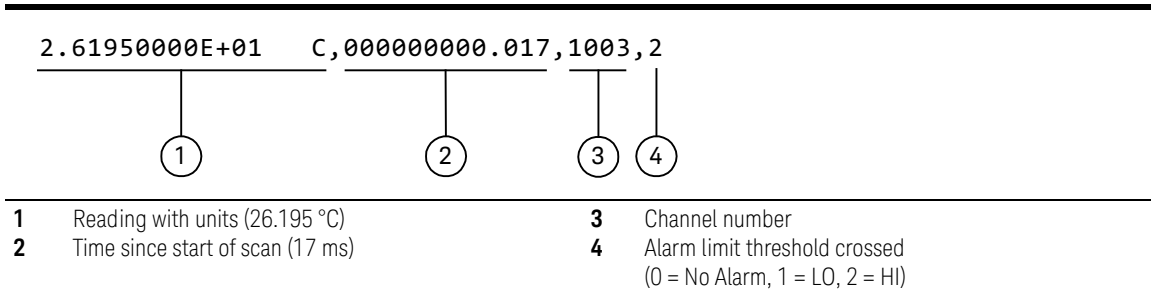 2.61950000E+01   C,000000000.017,1003,2
1 2 3 4
1 Reading with units (26.195 °C)
2 Time since start of scan (17 ms)
3 Channel number
4 Alarm limit threshold crossed
(0 = No Alarm, 1 = LO, 2 = HI)